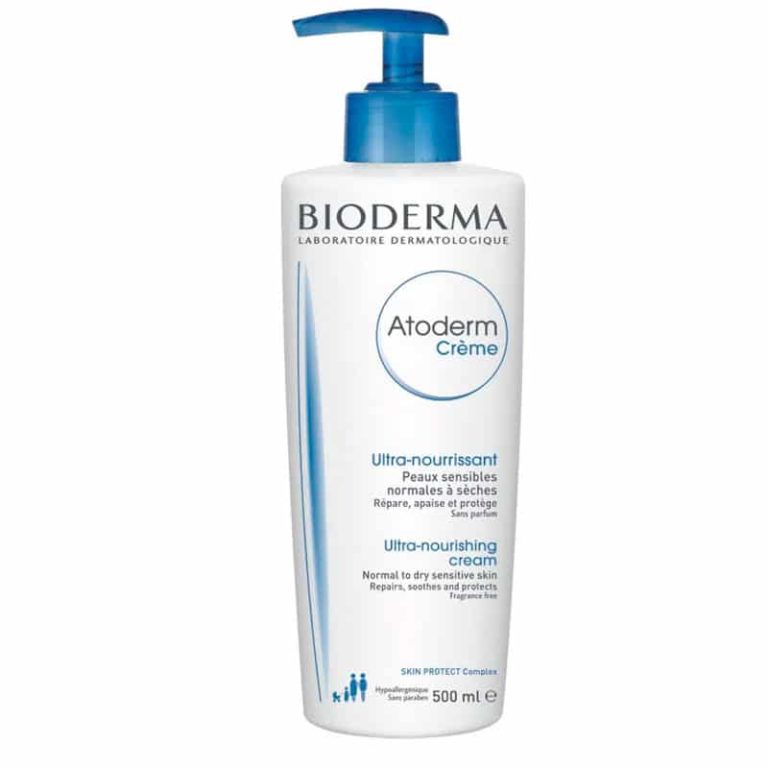 BIODERMA
LABORATOIRE DERMATOLOGIQUE
Atoderm
Crème
Ultra-nourrissant
Peaux sensibles
normales à sèches
Répare, apaise et protège
Sans parfum
Ultra-nourishing
cream
Normal to dry sensitive skin
Repairs, soothes and protects
Fragrance free
SKIN PROTECT Complex
Hypoallergénique
Sans paraben
500 ml ℮